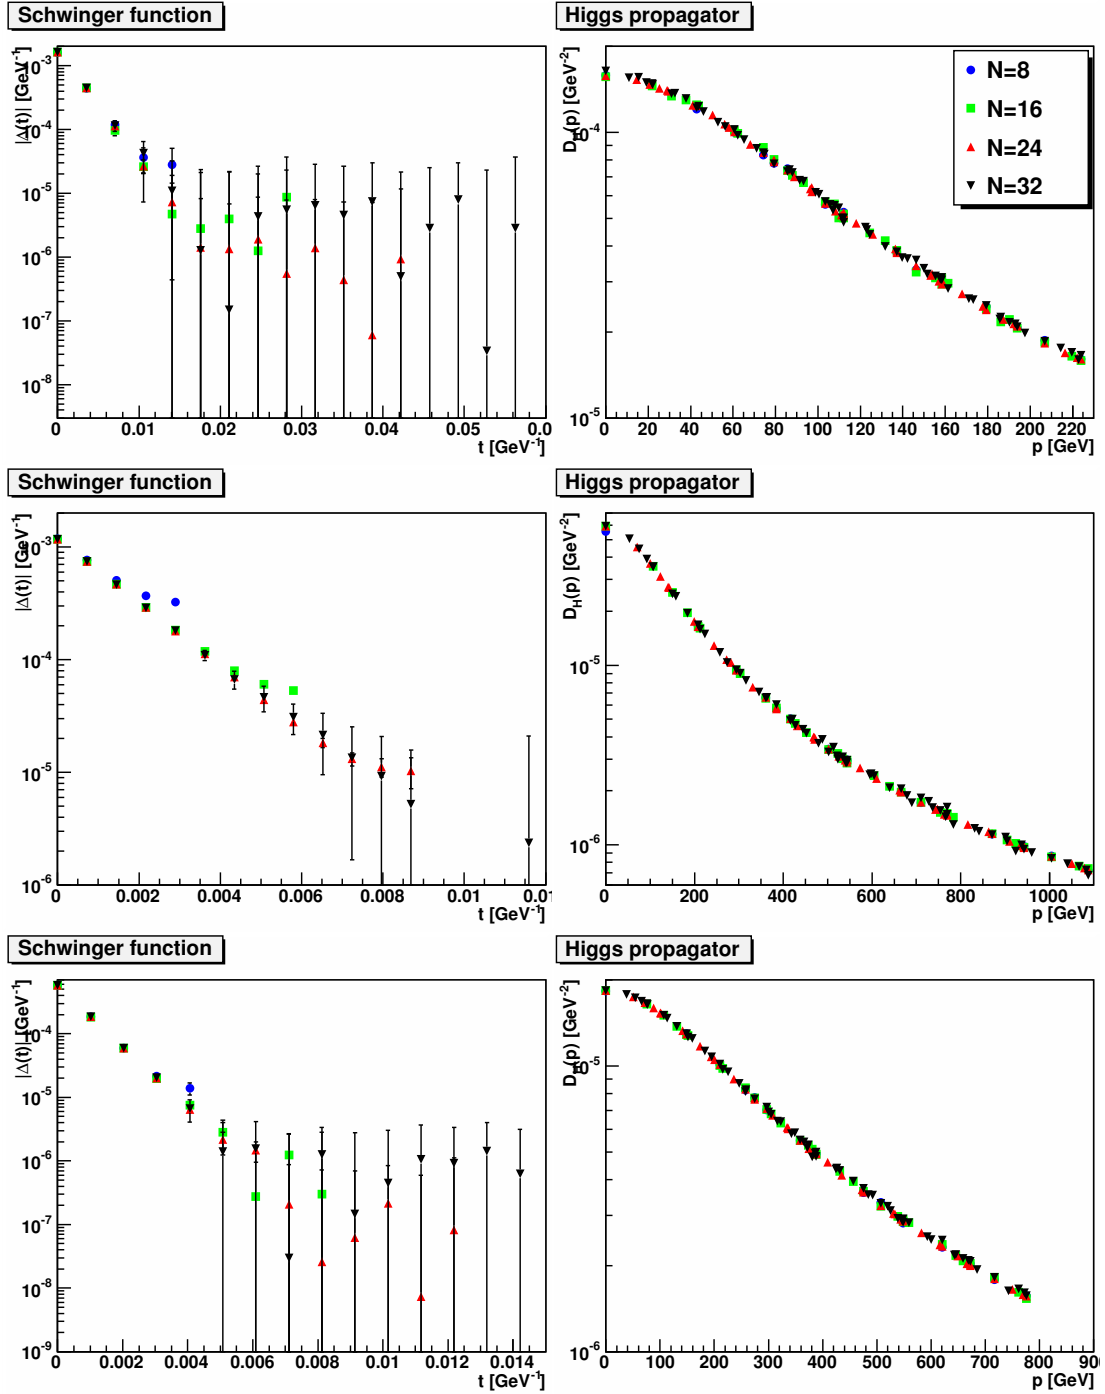 Schwinger function
Higgs propagator
|Δ(t)| [GeV⁻¹]
10⁻³
10⁻⁴
10⁻⁵
10⁻⁶
10⁻⁷
10⁻⁸
0 0.01 0.02 0.03 0.04 0.05 0.0
t [GeV⁻¹]
(p) [GeV⁻²]
10⁻⁴
10⁻⁵
N=8
N=16
N=24
N=32
0 20 40 60 80 100 120 140 160 180 200 220
p [GeV]
Schwinger function
Higgs propagator
|Δ(t)| [GeV⁻¹]
10⁻³
10⁻⁴
10⁻⁵
10⁻⁶
0 0.002 0.004 0.006 0.008 0.01 0.01
t [GeV⁻¹]
D_H(p) [GeV⁻²]
10⁻⁵
10⁻⁶
0 200 400 600 800 1000
p [GeV]
Schwinger function
Higgs propagator
|Δ(t)| [GeV⁻¹]
10⁻⁴
10⁻⁵
10⁻⁶
10⁻⁷
10⁻⁸
10⁻⁹
0 0.002 0.004 0.006 0.008 0.01 0.012 0.014
t [GeV⁻¹]
(p) [GeV⁻²]
10⁻⁵
10⁻⁶
0 100 200 300 400 500 600 700 800 900
p [GeV]